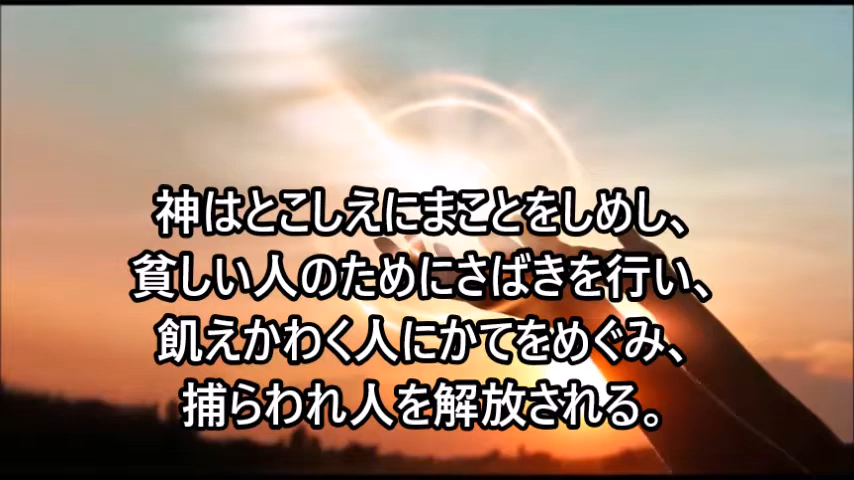 神はとこしえにまことをしめし、
貧しい人のためにさばきを行い、
飢えかわく人にかてをめぐみ、
捕らわれ人を解放される。